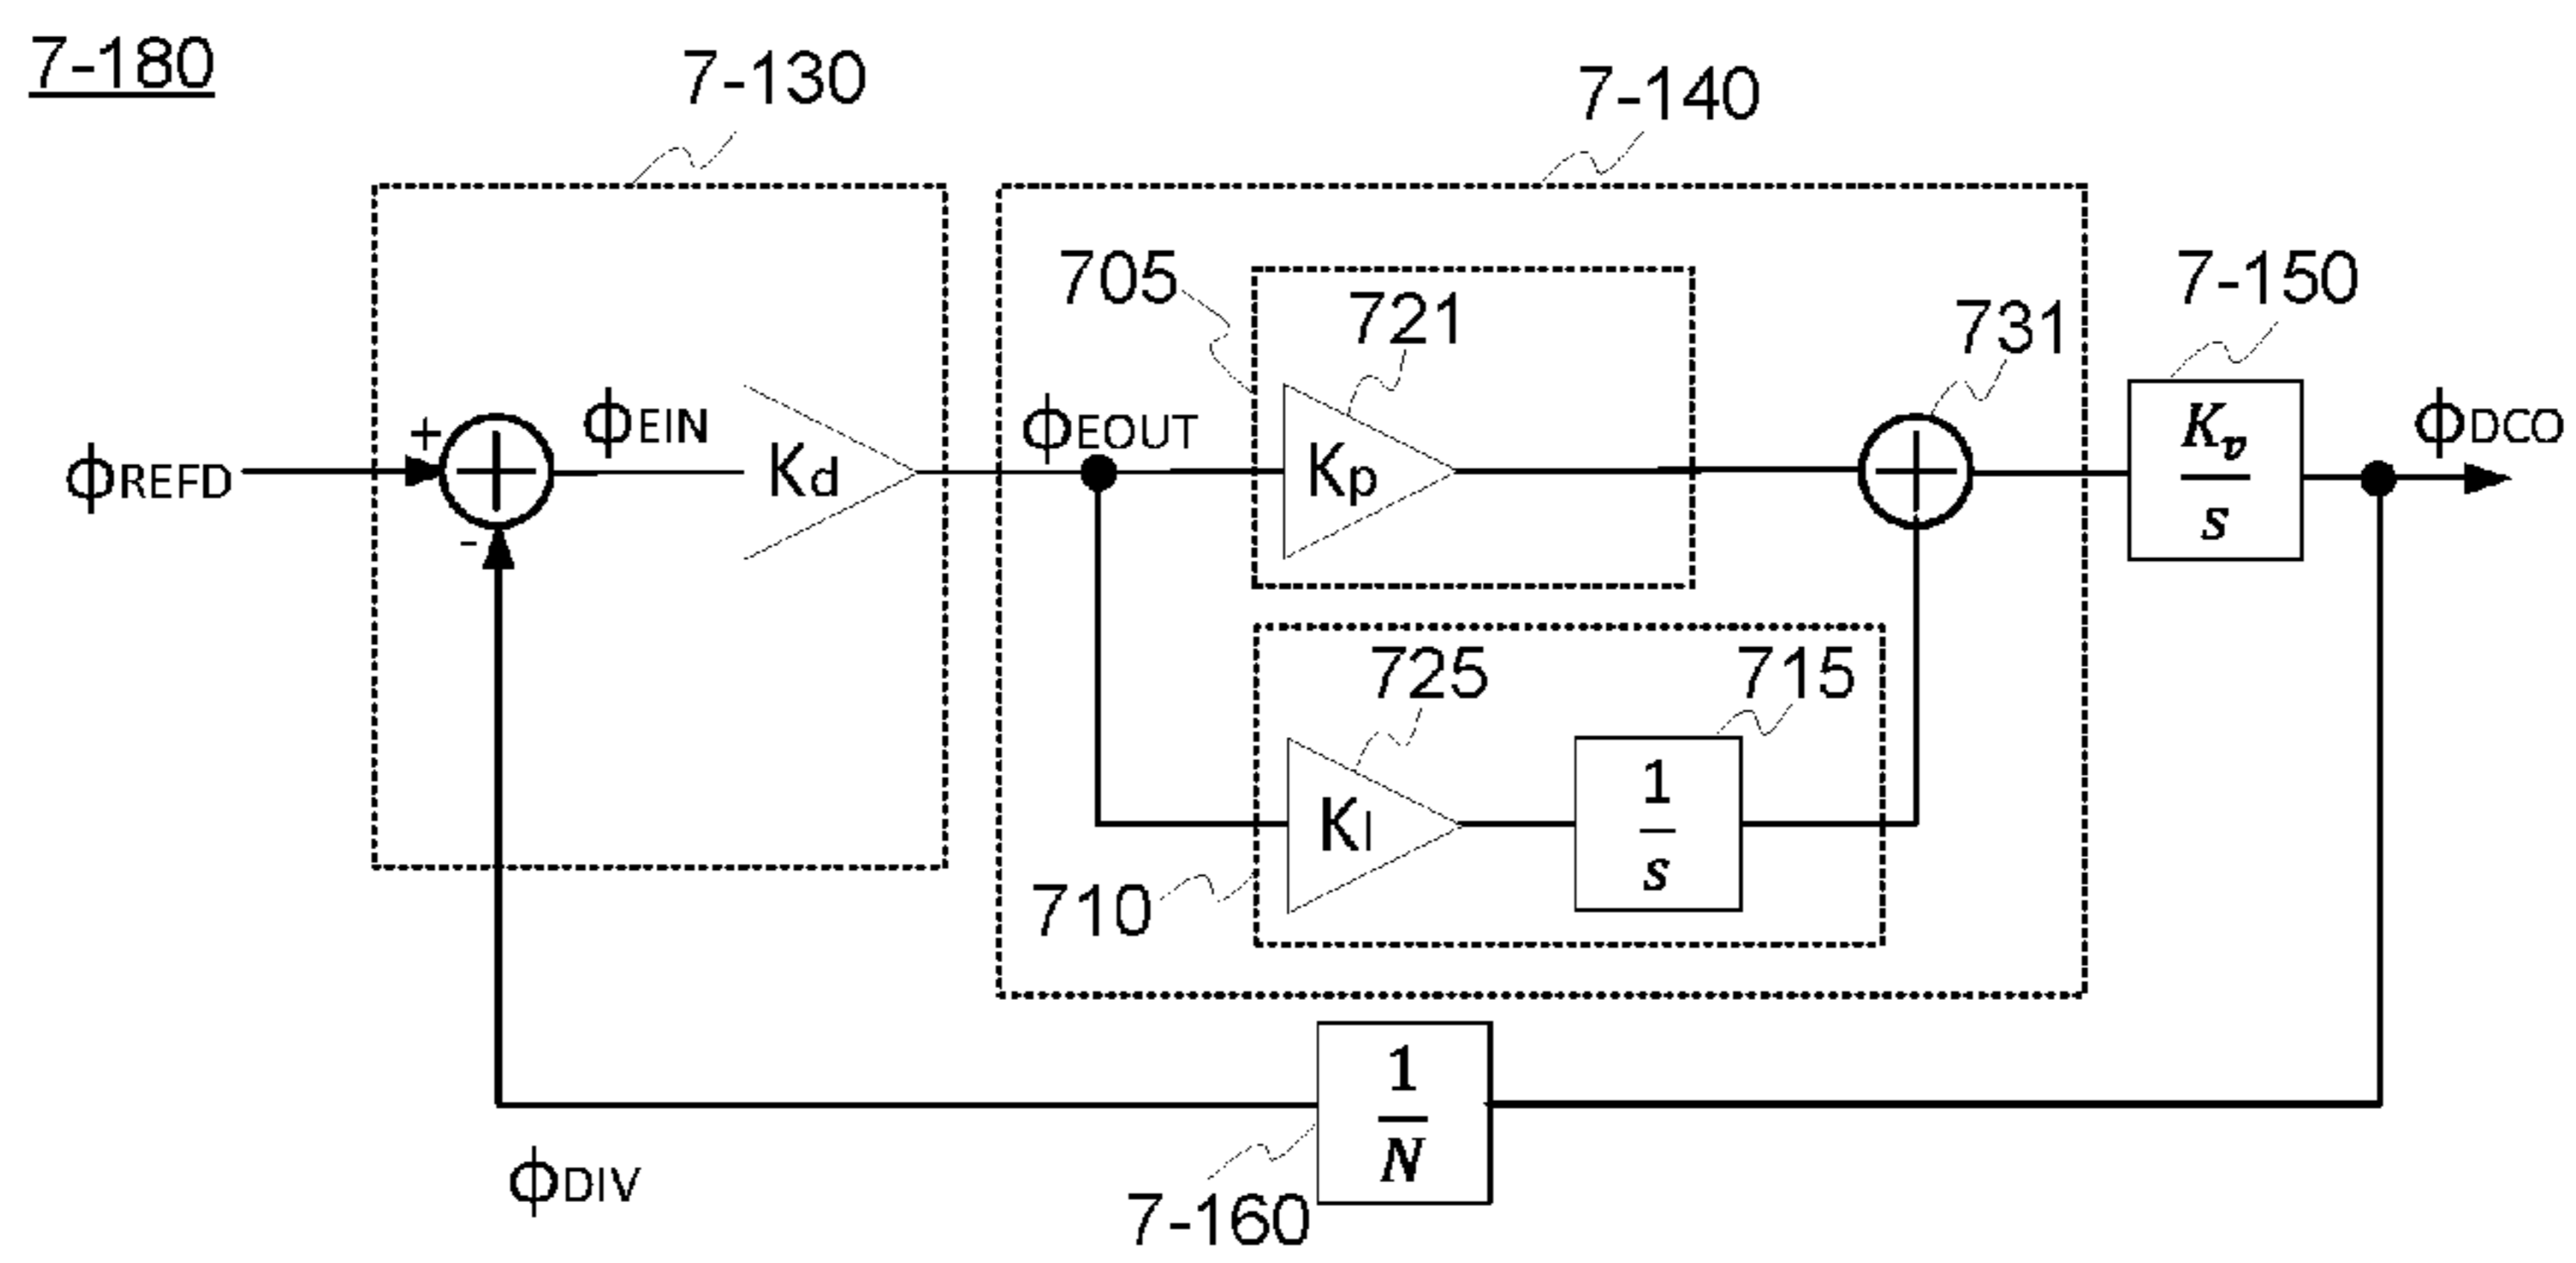 7-180
7-130
7-140
705
721
731
7-150
ϕREFD
+
-
ϕEIN
Kd
ϕEOUT
Kp
Kv
s
ϕDCO
725
715
KI
1
s
710
1
N
ϕDIV
7-160